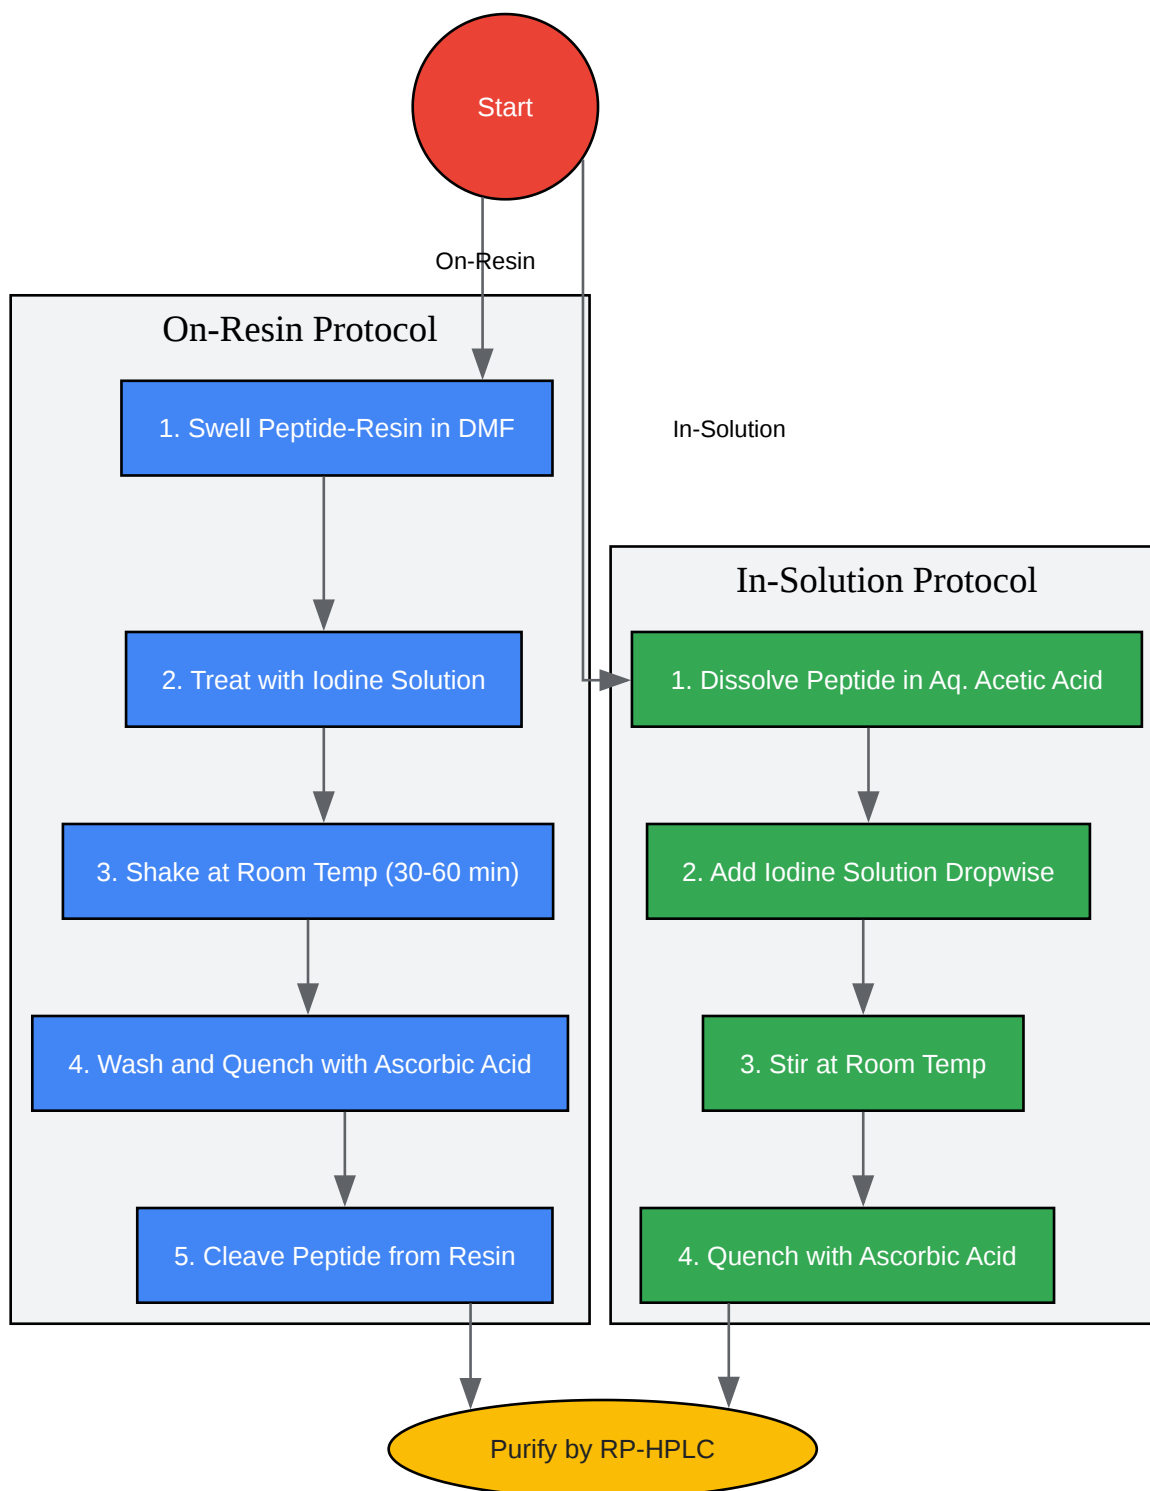 Start
On-Resin
On-Resin Protocol
1. Swell Peptide-Resin in DMF
2. Treat with Iodine Solution
3. Shake at Room Temp (30-60 min)
4. Wash and Quench with Ascorbic Acid
5. Cleave Peptide from Resin
In-Solution
In-Solution Protocol
1. Dissolve Peptide in Aq. Acetic Acid
2. Add Iodine Solution Dropwise
3. Stir at Room Temp
4. Quench with Ascorbic Acid
Purify by RP-HPLC